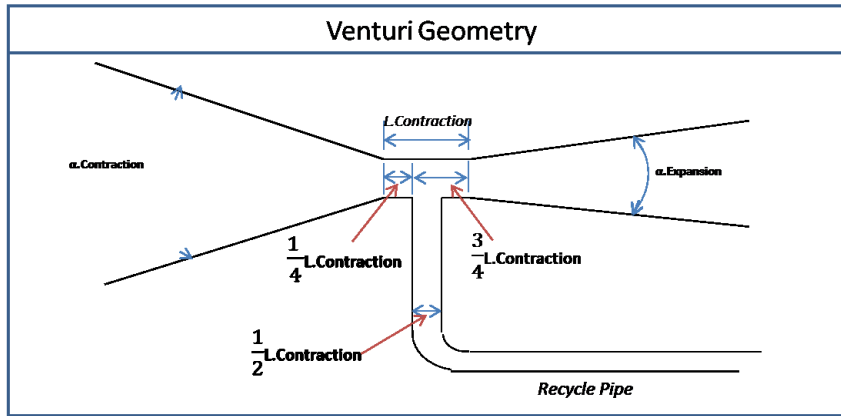 Venturi Geometry
L.Contraction
α.Contraction
α.Expansion
1/4 L.Contraction
3/4 L.Contraction
1/2 L.Contraction
Recycle Pipe